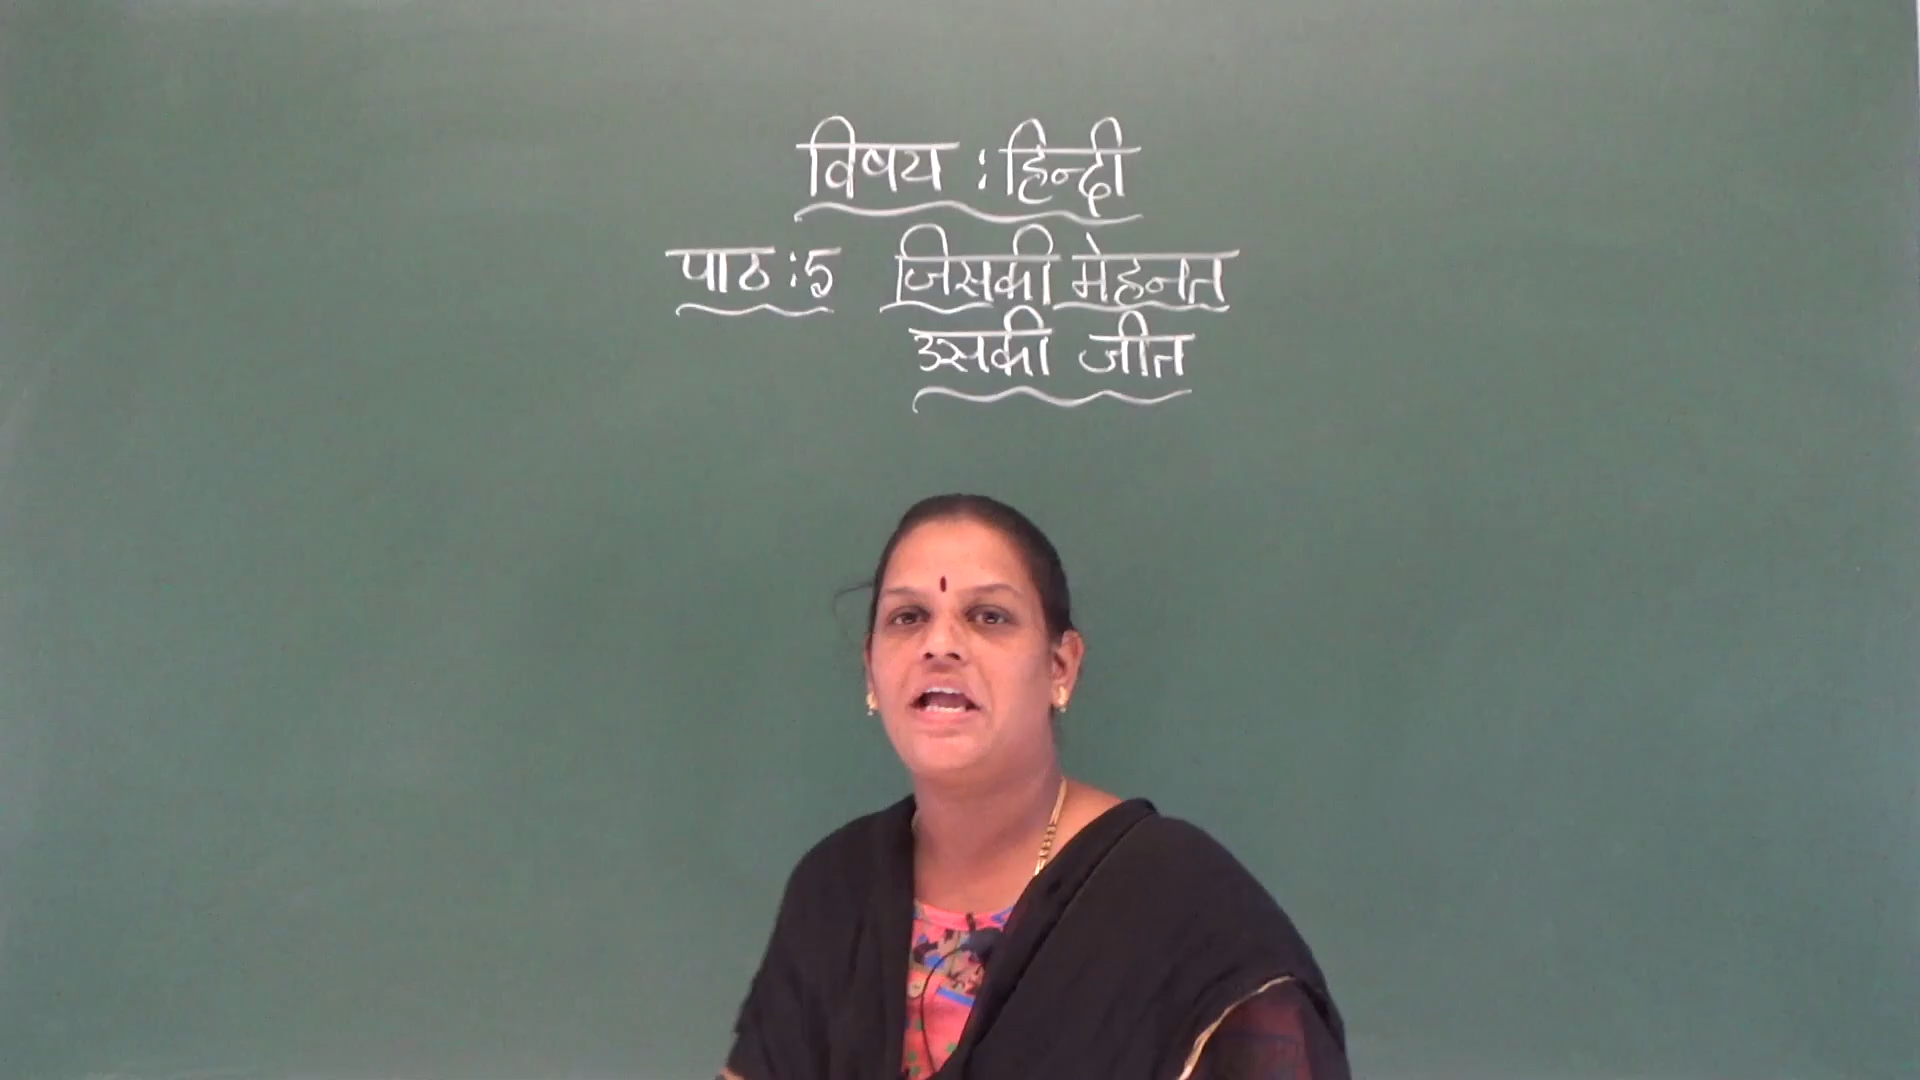 विषय : हिन्दी
पाठ : 5 जिसकी मेहनत
उसकी जीत